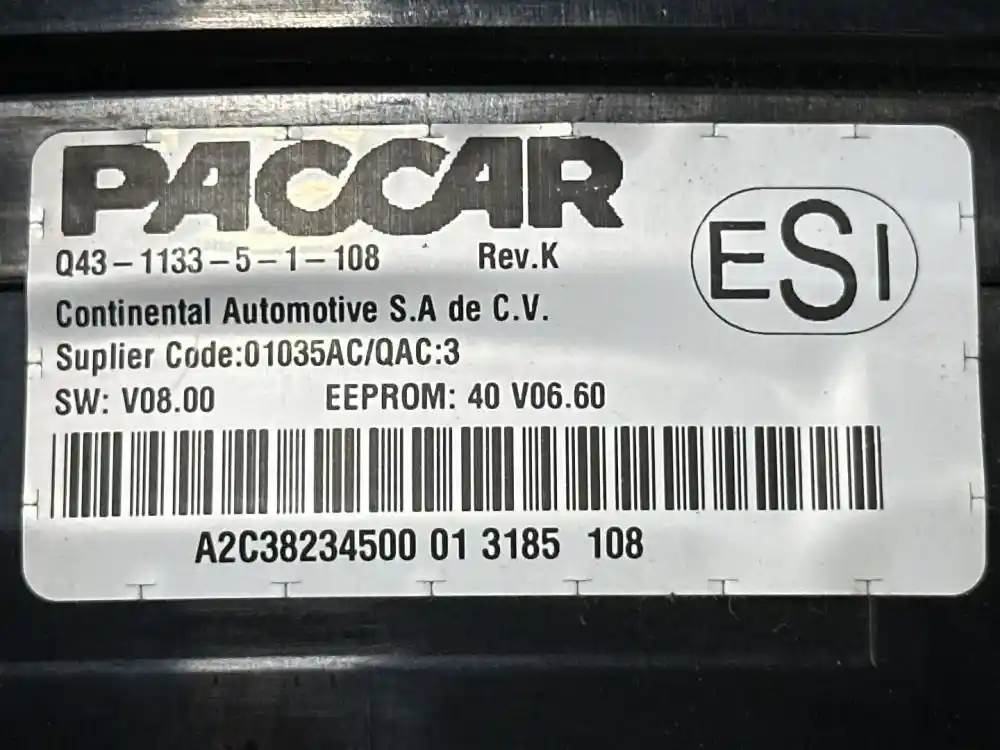 PACCAR
Q43-1133-5-1-108 Rev.K
ESI
Continental Automotive S.A de C.V.
Suplier Code:01035AC/QAC:3
SW: V08.00 EEPROM: 40 V06.60
A2C38234500 01 3185 108